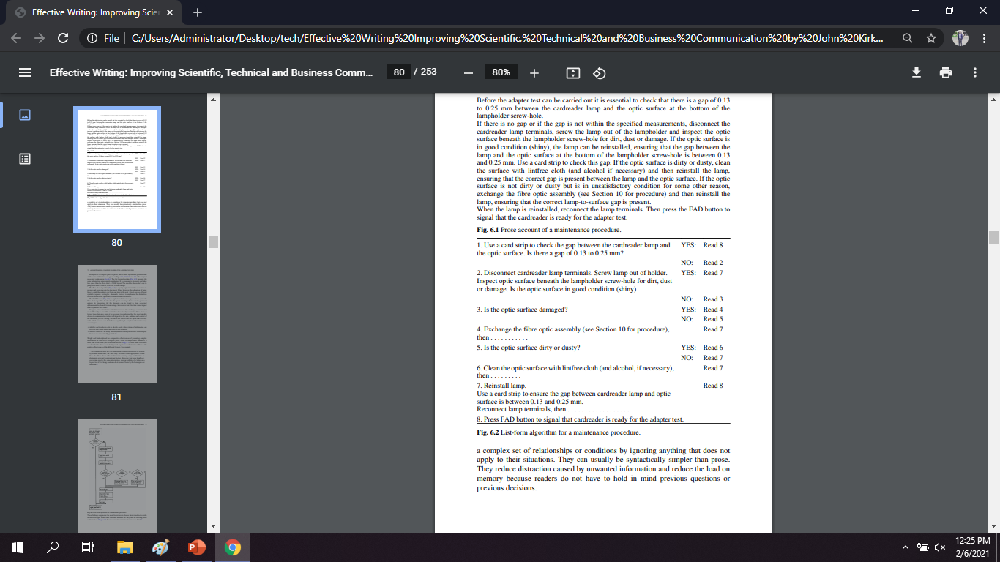 Effective Writing: Improving Scien
File
C:/Users/Administrator/Desktop/tech/Effective%20Writing%20Improving%20Scientific,%20Technical%20and%20Business%20Communication%20by%20John%20Kirk...
Effective Writing: Improving Scientific, Technical and Business Comm...
80 / 253
80%
80
81
Before the adapter test can be carried out it is essential to check that there is a gap of 0.13
to 0.25 mm between the cardreader lamp and the optic surface at the bottom of the
lampholder screw-hole.
If there is no gap or if the gap is not within the specified measurements, disconnect the
cardreader lamp terminals, screw the lamp out of the lampholder and inspect the optic
surface beneath the lampholder screw-hole for dirt, dust or damage. If the optic surface is
in good condition (shiny), the lamp can be reinstalled, ensuring that the gap between the
lamp and the optic surface at the bottom of the lampholder screw-hole is between 0.13
and 0.25 mm. Use a card strip to check this gap. If the optic surface is dirty or dusty, clean
the surface with lintfree cloth (and alcohol if necessary) and then reinstall the lamp,
ensuring that the correct gap is present between the lamp and the optic surface. If the optic
surface is not dirty or dusty but is in unsatisfactory condition for some other reason,
exchange the fibre optic assembly (see Section 10 for procedure) and then reinstall the
lamp, ensuring that the correct lamp-to-surface gap is present.
When the lamp is reinstalled, reconnect the lamp terminals. Then press the FAD button to
signal that the cardreader is ready for the adapter test.
Fig. 6.1 Prose account of a maintenance procedure.
1. Use a card strip to check the gap between the cardreader lamp and YES: Read 8
the optic surface. Is there a gap of 0.13 to 0.25 mm?
NO: Read 2
2. Disconnect cardreader lamp terminals. Screw lamp out of holder. YES: Read 7
Inspect optic surface beneath the lampholder screw-hole for dirt, dust
or damage. Is the optic surface in good condition (shiny)
NO: Read 3
3. Is the optic surface damaged? YES: Read 4
NO: Read 5
4. Exchange the fibre optic assembly (see Section 10 for procedure), Read 7
then . . . . . . . . . . .
5. Is the optic surface dirty or dusty? YES: Read 6
NO: Read 7
6. Clean the optic surface with lintfree cloth (and alcohol, if necessary), Read 7
then . . . . . . . . .
7. Reinstall lamp. Read 8
Use a card strip to ensure the gap between cardreader lamp and optic
surface is between 0.13 and 0.25 mm.
Reconnect lamp terminals, then . . . . . . . . . . . . . . . . . .
8. Press FAD button to signal that cardreader is ready for the adapter test.
Fig. 6.2 List-form algorithm for a maintenance procedure.
a complex set of relationships or conditions by ignoring anything that does not
apply to their situations. They can usually be syntactically simpler than prose.
They reduce distraction caused by unwanted information and reduce the load on
memory because readers do not have to hold in mind previous questions or
previous decisions.
12:25 PM
2/6/2021